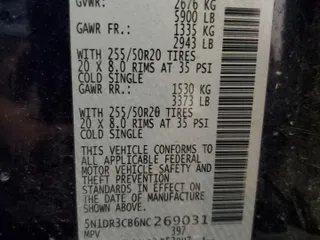 GVWR: 2676 KG
5900 LB
GAWR FR.: 1335 KG
2943 LB
WITH 255/50R20 TIRES
20 X 8.0 RIMS AT 35 PSI
COLD SINGLE
GAWR RR.: 1530 KG
3373 LB
WITH 255/50R20 TIRES
20 X 8.0 RIMS AT 35 PSI
COLD SINGLE
THIS VEHICLE CONFORMS TO
ALL APPLICABLE FEDERAL
MOTOR VEHICLE SAFETY
STANDARDS IN EFFECT ON
THE DATE OF MANUFACTURE
SHOWN ABOVE.
5N1DR3CB6NC269031
MPV 397